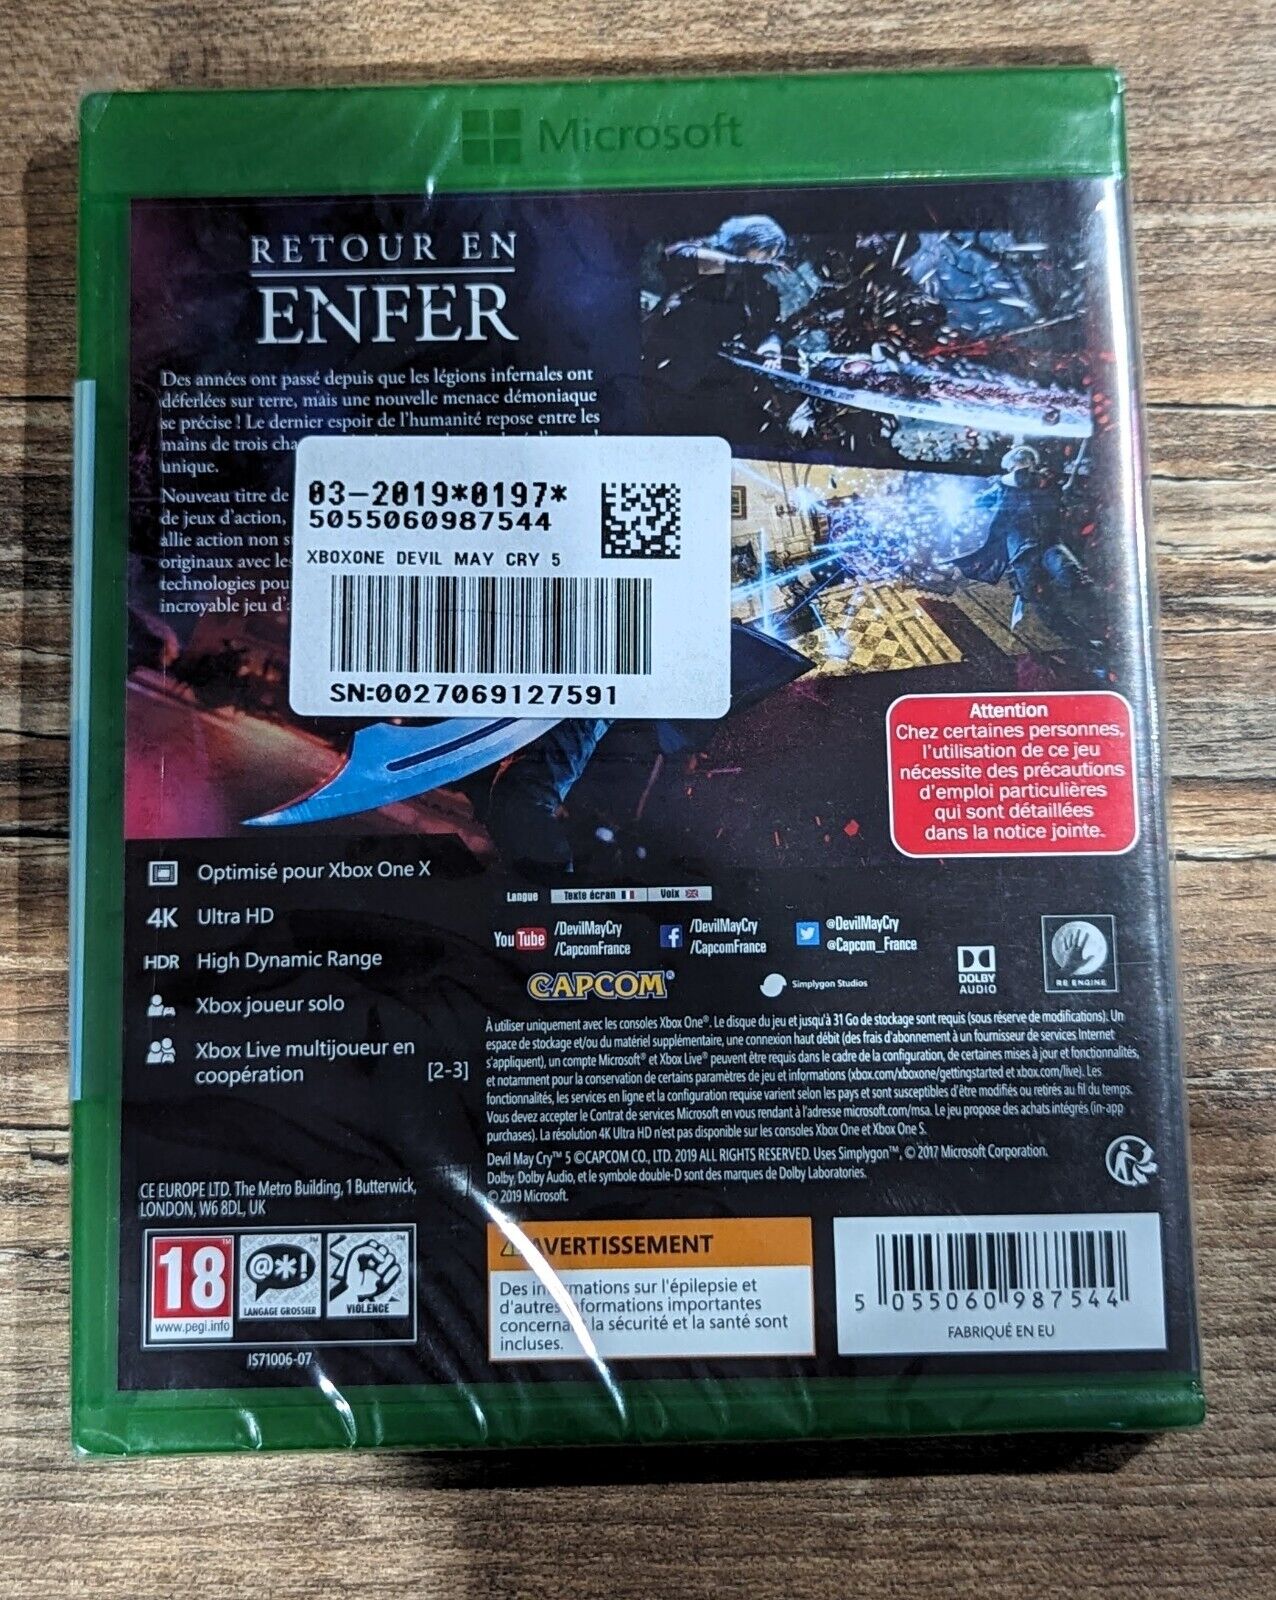 Microsoft
RETOUR EN
ENFER
Des années ont passé depuis que les légions infernales ont
déferlées sur terre, mais une nouvelle menace démoniaque
se précise ! Le dernier espoir de l'humanité repose entre les
mains de trois
unique.
Nouveau titre de
de jeux d'action,
allie action non
originaux avec les
technologies
incroyable jeu
03-2019*0197*
5055060987544
XBOXONE DEVIL MAY CRY 5
SN:0027069127591
Attention
Chez certaines personnes,
l'utilisation de ce jeu
nécessite des précautions
d'emploi particulières
qui sont détaillées
dans la notice jointe.
Optimisé pour Xbox One X
4K Ultra HD
HDR High Dynamic Range
Xbox joueur solo
Xbox Live multijoueur en
coopération [2-3]
Langue Texte écran Voix
YouTube /DevilMayCry
/CapcomFrance
f /DevilMayCry
/CapcomFrance
@DevilMayCry
@Capcom_France
CAPCOM®
Simplygon Studios
DOLBY
AUDIO
RE ENGINE
À utiliser uniquement avec les consoles Xbox One®. Le disque du jeu et jusqu'à 31 Go de stockage sont requis (sous réserve de modifications). Un
espace de stockage et/ou du matériel supplémentaire, une connexion haut débit (des frais d'abonnement à un fournisseur de services Internet
s'appliquent), un compte Microsoft® et Xbox Live® peuvent être requis dans le cadre de la configuration, de certaines mises à jour et fonctionnalités,
et notamment pour la conservation de certains paramètres de jeu et informations (xbox.com/xboxone/gettingstarted et xbox.com/live). Les
fonctionnalités, les services en ligne et la configuration requise varient selon les pays et sont susceptibles d'être modifiés ou retirés au fil du temps.
Vous devez accepter le Contrat de services Microsoft en vous rendant à l'adresse microsoft.com/msa. Le jeu propose des achats intégrés (in-app
purchases). La résolution 4K Ultra HD n'est pas disponible sur les consoles Xbox One et Xbox One S.
Devil May Cry™ 5 ©CAPCOM CO., LTD. 2019 ALL RIGHTS RESERVED. Uses Simplygon™, © 2017 Microsoft Corporation.
Dolby, Dolby Audio, et le symbole double-D sont des marques de Dolby Laboratories.
© 2019 Microsoft.
CE EUROPE LTD. The Metro Building, 1 Butterwick,
LONDON, W6 8DL, UK
18
www.pegi.info
@*!
LANGAGE GROSSIER
VIOLENCE
IS71006-07
AVERTISSEMENT
Des informations sur l'épilepsie et
d'autres informations importantes
concernant la sécurité et la santé sont
incluses.
5 055060 987544
FABRIQUÉ EN EU